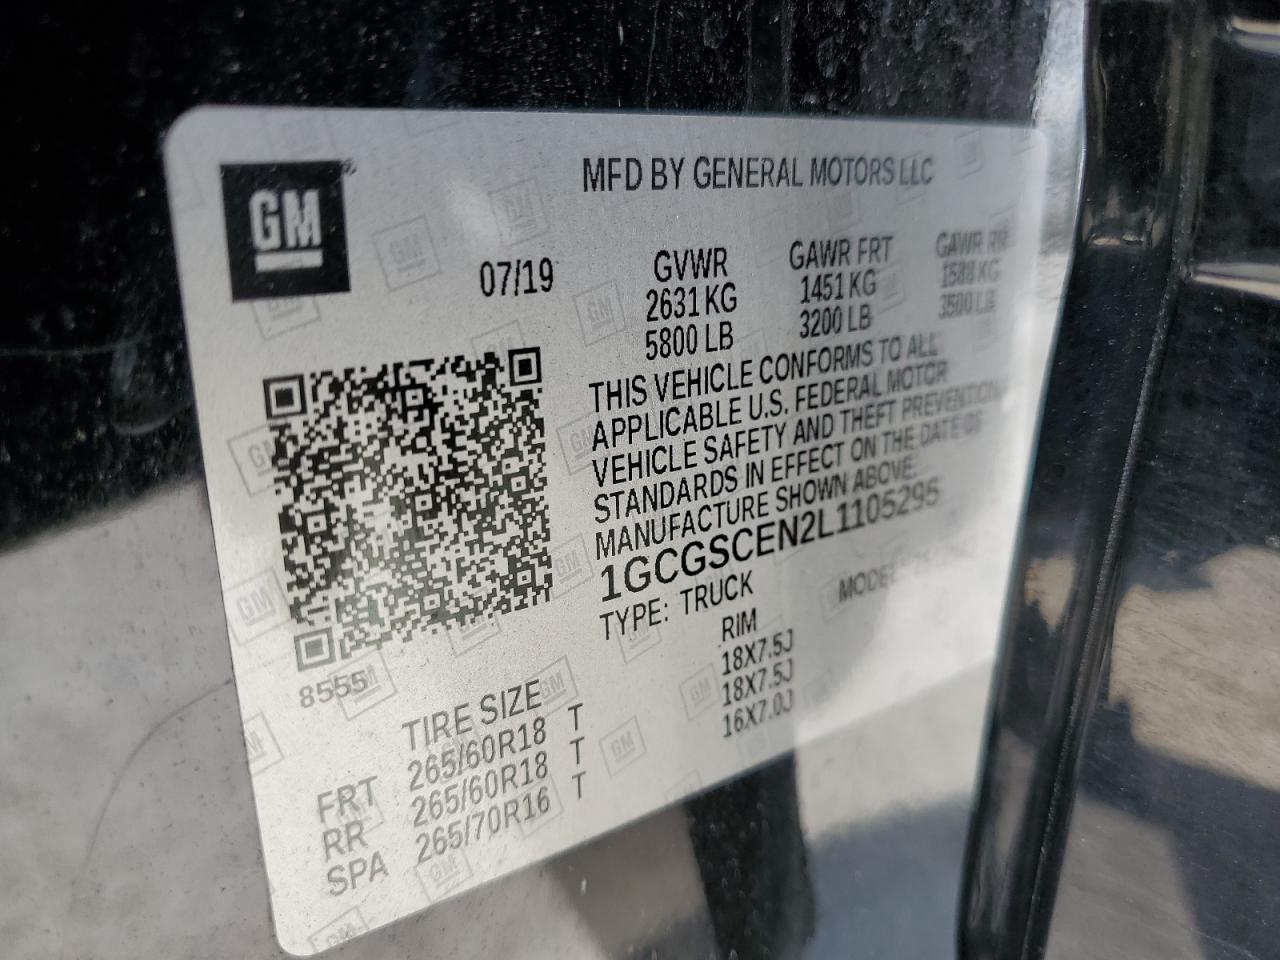 GM
MFD BY GENERAL MOTORS LLC
07/19
GVWR GAWR FRT GAWR RR
2631 KG 1451 KG 1588 KG
5800 LB 3200 LB 3500 LB
THIS VEHICLE CONFORMS TO ALL
APPLICABLE U.S. FEDERAL MOTOR
VEHICLE SAFETY AND THEFT PREVENTION
STANDARDS IN EFFECT ON THE DATE OF
MANUFACTURE SHOWN ABOVE.
1GCGSCEN2L1105295
TYPE: TRUCK MODEL:
8555
TIRE SIZE RIM
FRT 265/60R18 T 18X7.5J
RR 265/60R18 T 18X7.5J
SPA 265/70R16 T 16X7.0J